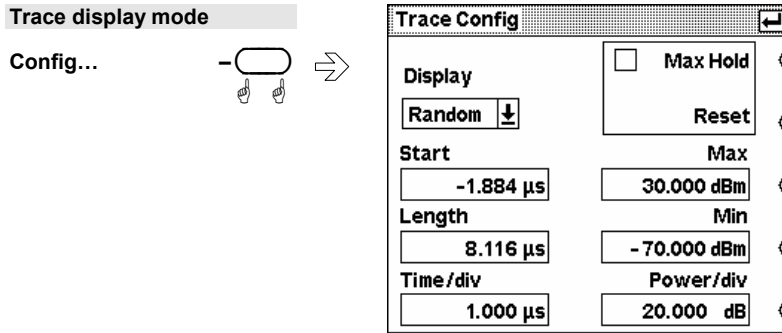 Trace display mode
Config…
Trace Config
Display
Random
Max Hold
Reset
Start
-1.884 µs
Max
30.000 dBm
Length
8.116 µs
Min
-70.000 dBm
Time/div
1.000 µs
Power/div
20.000 dB